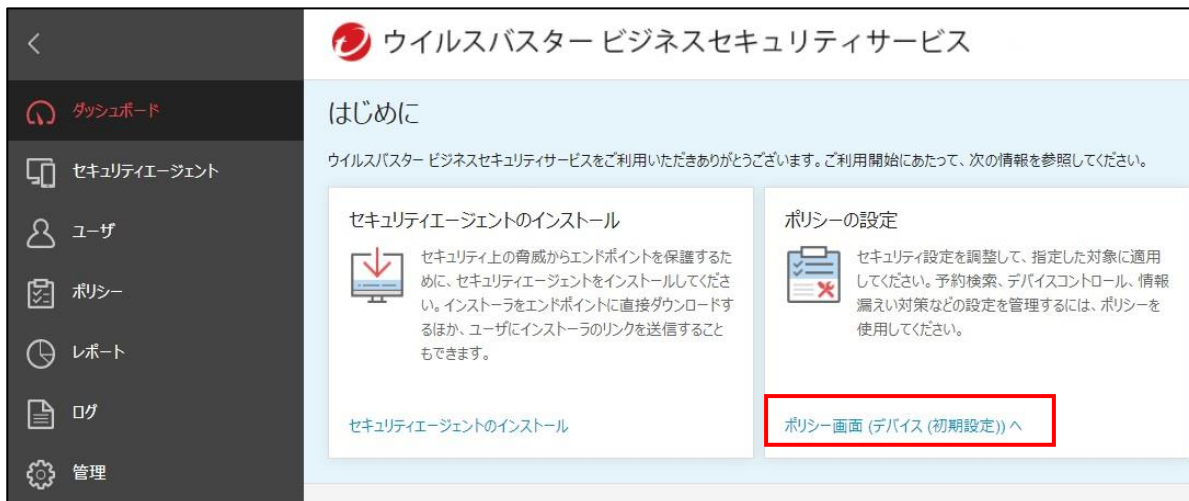 ウイルスバスター ビジネスセキュリティサービス
ダッシュボード
セキュリティエージェント
ユーザ
ポリシー
レポート
ログ
管理
はじめに
ウイルスバスター ビジネスセキュリティサービスをご利用いただきありがとうございます。ご利用開始にあたって、次の情報を参照してください。
セキュリティエージェントのインストール
セキュリティ上の脅威からエンドポイントを保護するた
めに、セキュリティエージェントをインストールしてくださ
い。インストーラをエンドポイントに直接ダウンロードす
るほか、ユーザにインストーラのリンクを送信すること
もできます。
セキュリティエージェントのインストール
ポリシーの設定
セキュリティ設定を調整して、指定した対象に適用
してください。予約検索、デバイスコントロール、情報
漏えい対策などの設定を管理するには、ポリシーを
使用してください。
ポリシー画面 (デバイス (初期設定)) へ